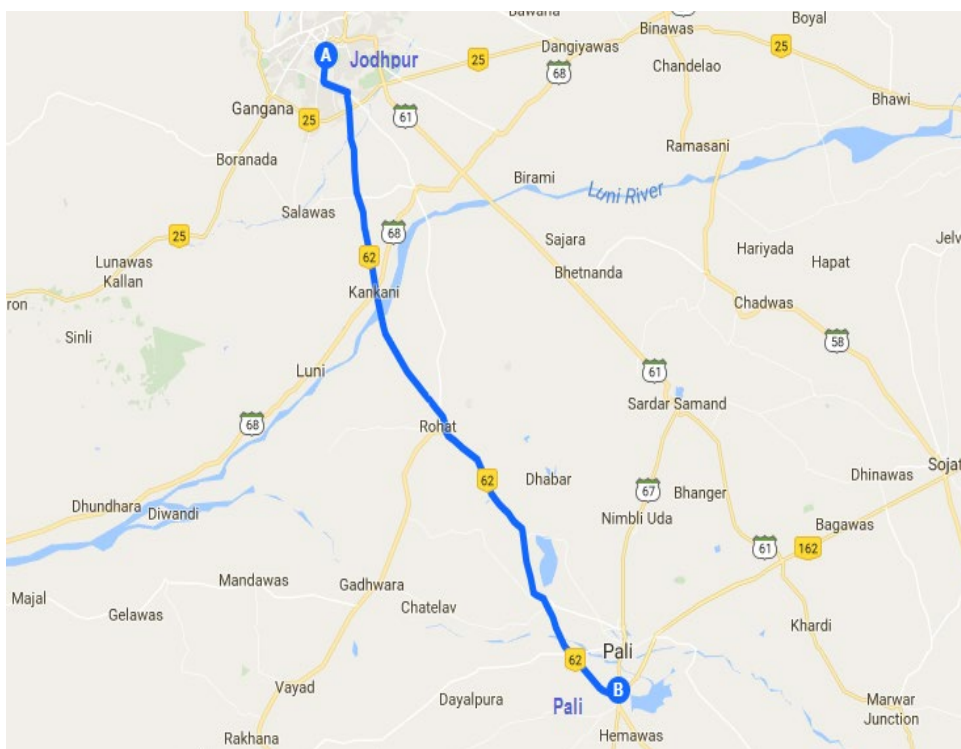 Bawana
Boyal
Binawas
A
Jodhpur
Dangiyawas
25
25
68
Chandelao
Gangana
25
61
Bhawi
Boranada
Ramasani
Birami
Luni River
Salawas
25
68
Sajara
Hariyada
Jelv
Lunawas
Kallan
62
Bhetnanda
Hapat
ron
Kankani
Chadwas
Sinli
58
Luni
61
Sardar Samand
68
Rohat
62
Dhabar
Dhinawas
Sojat
67
Bhanger
Dhundhara
Diwandi
Nimbli Uda
Bagawas
61
162
Mandawas
Gadhwara
Majal
Gelawas
Chatelav
Khardi
62
Pali
Vayad
Dayalpura
B
Pali
Marwar
Junction
Rakhana
Hemawas